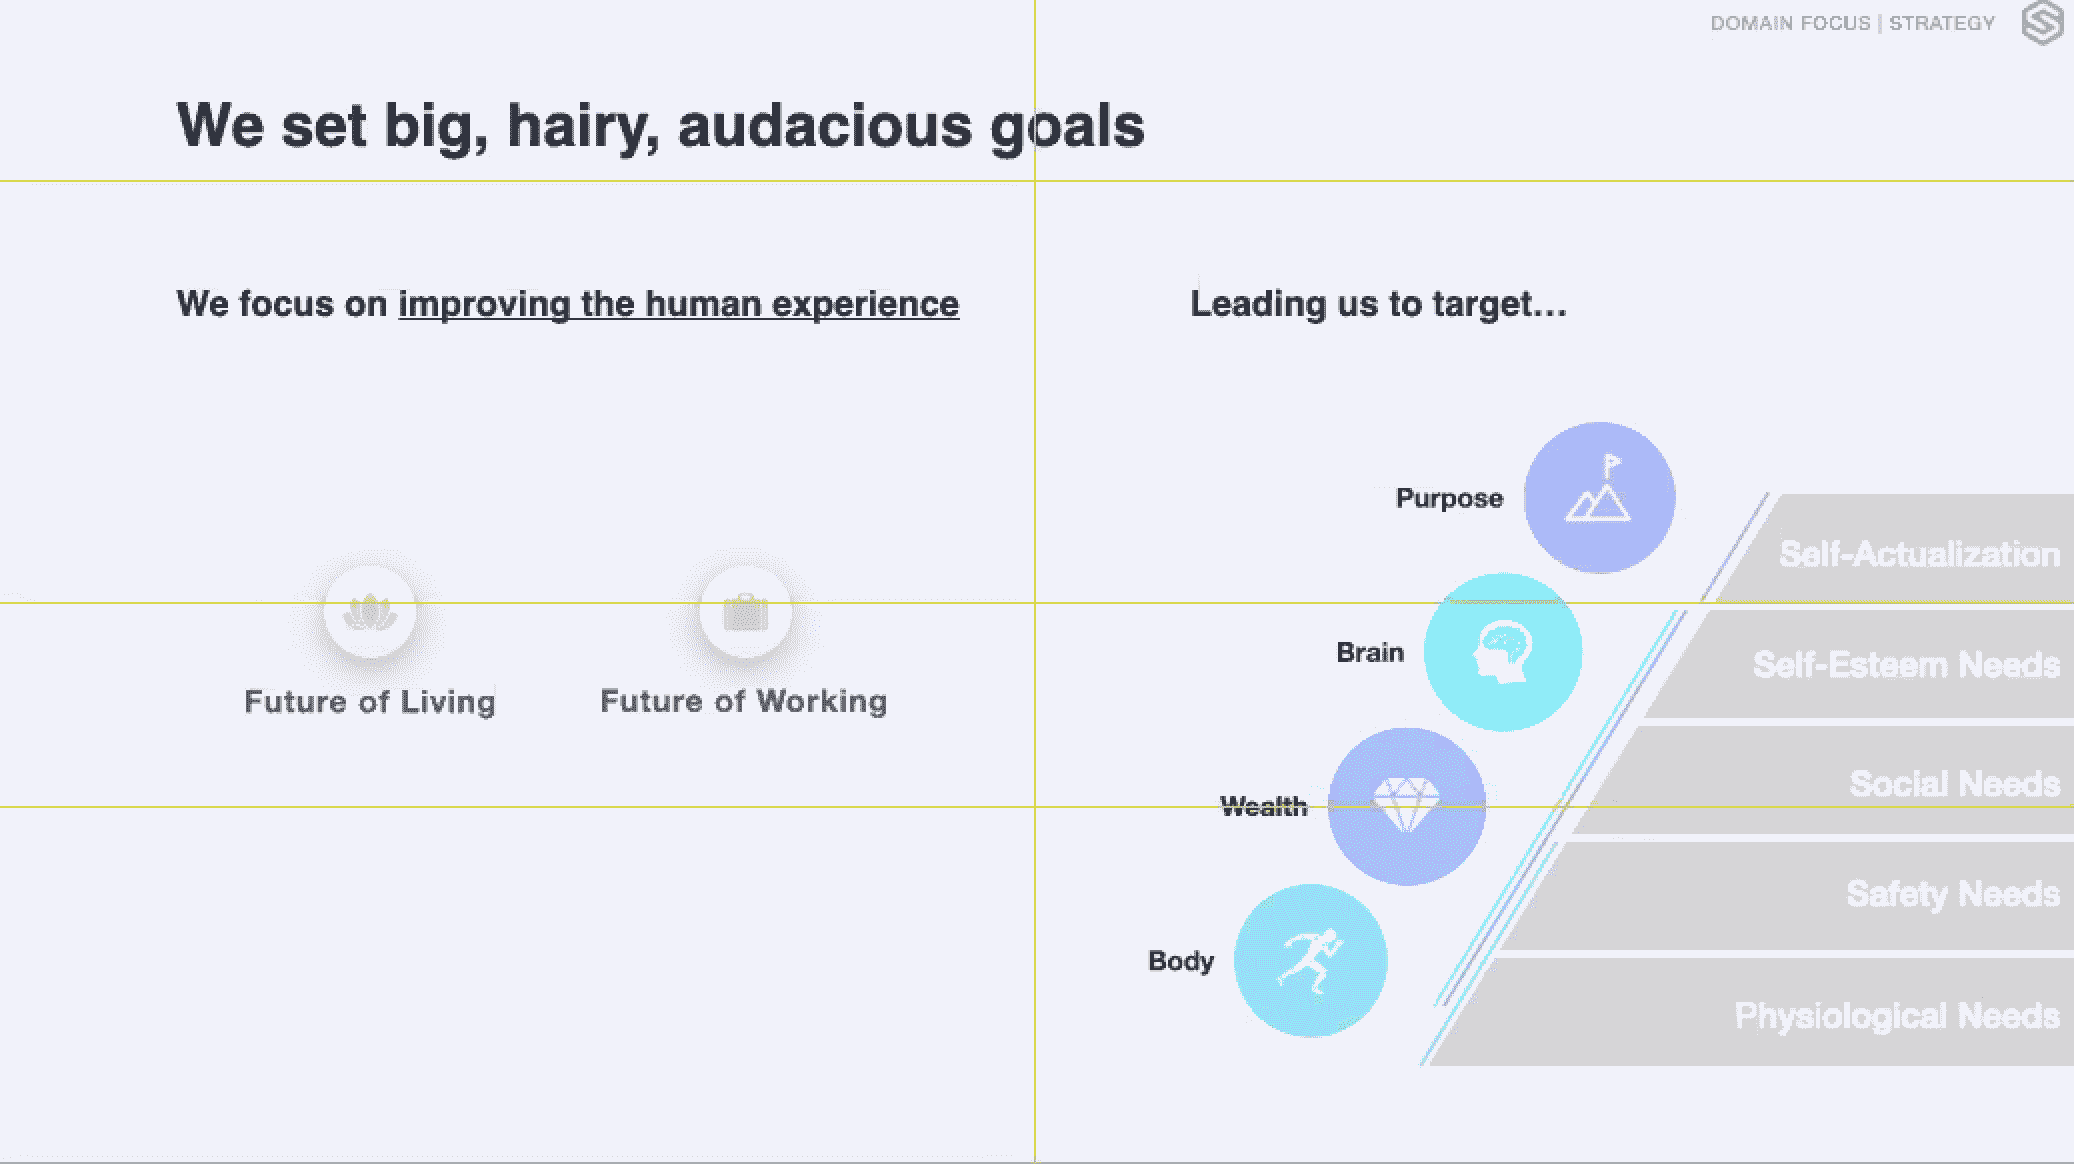 DOMAIN FOCUS | STRATEGY
We set big, hairy, audacious goals
We focus on improving the human experience
Leading us to target...
Purpose
Self-Actualization
Brain
Self-Esteem Needs
Future of Living
Future of Working
Social Needs
Wealth
Safety Needs
Body
Physiological Needs